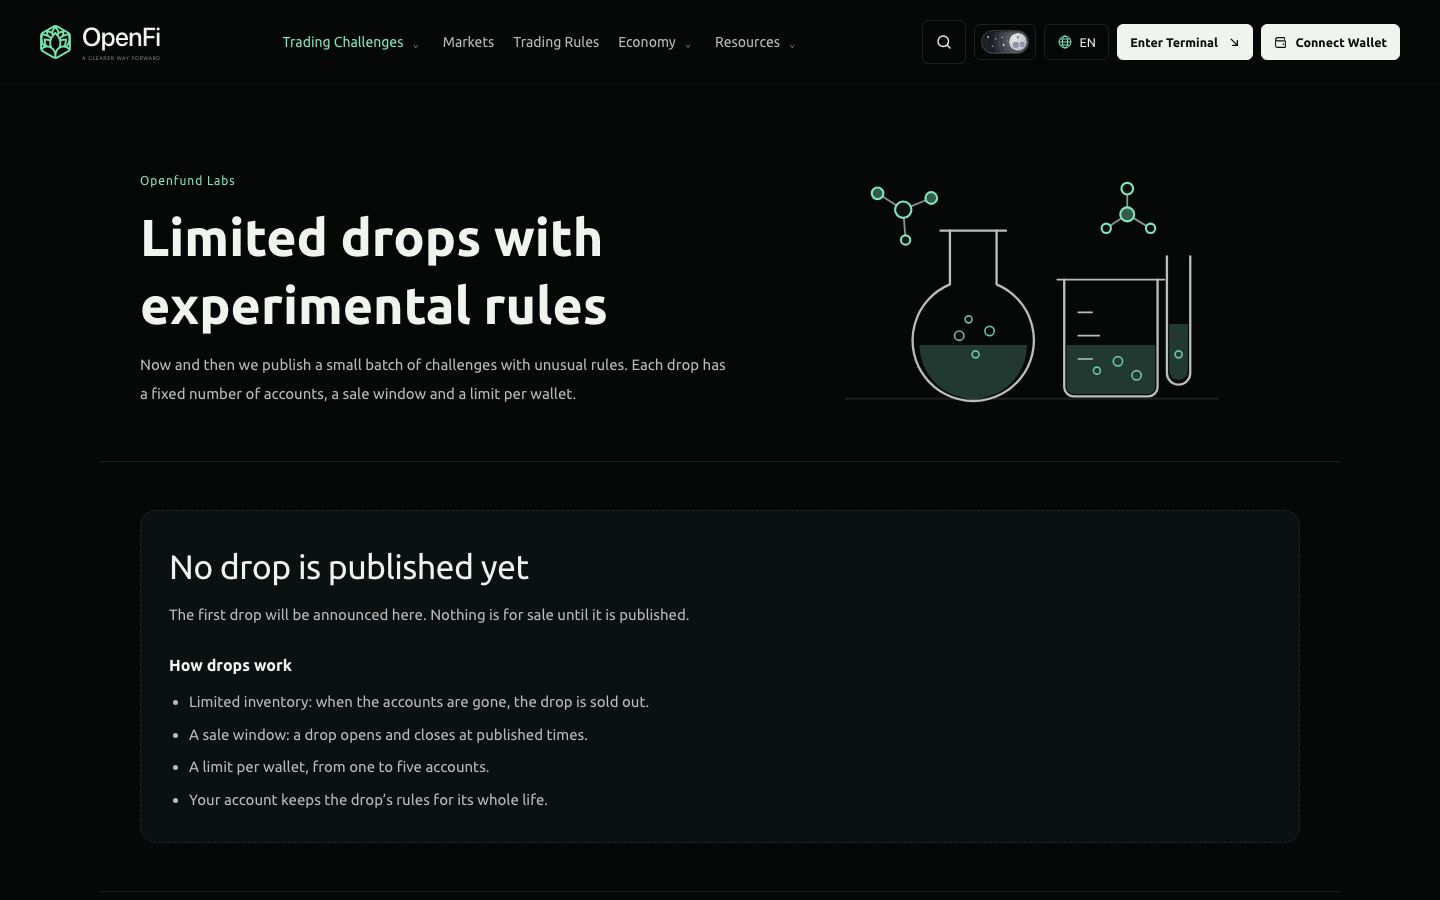 OpenFi
A CLEARER WAY FORWARD
Trading Challenges
Markets
Trading Rules
Economy
Resources
EN
Enter Terminal
Connect Wallet
Openfund Labs
Limited drops with
experimental rules
Now and then we publish a small batch of challenges with unusual rules. Each drop has
a fixed number of accounts, a sale window and a limit per wallet.
No drop is published yet
The first drop will be announced here. Nothing is for sale until it is published.
How drops work
Limited inventory: when the accounts are gone, the drop is sold out.
A sale window: a drop opens and closes at published times.
A limit per wallet, from one to five accounts.
Your account keeps the drop’s rules for its whole life.